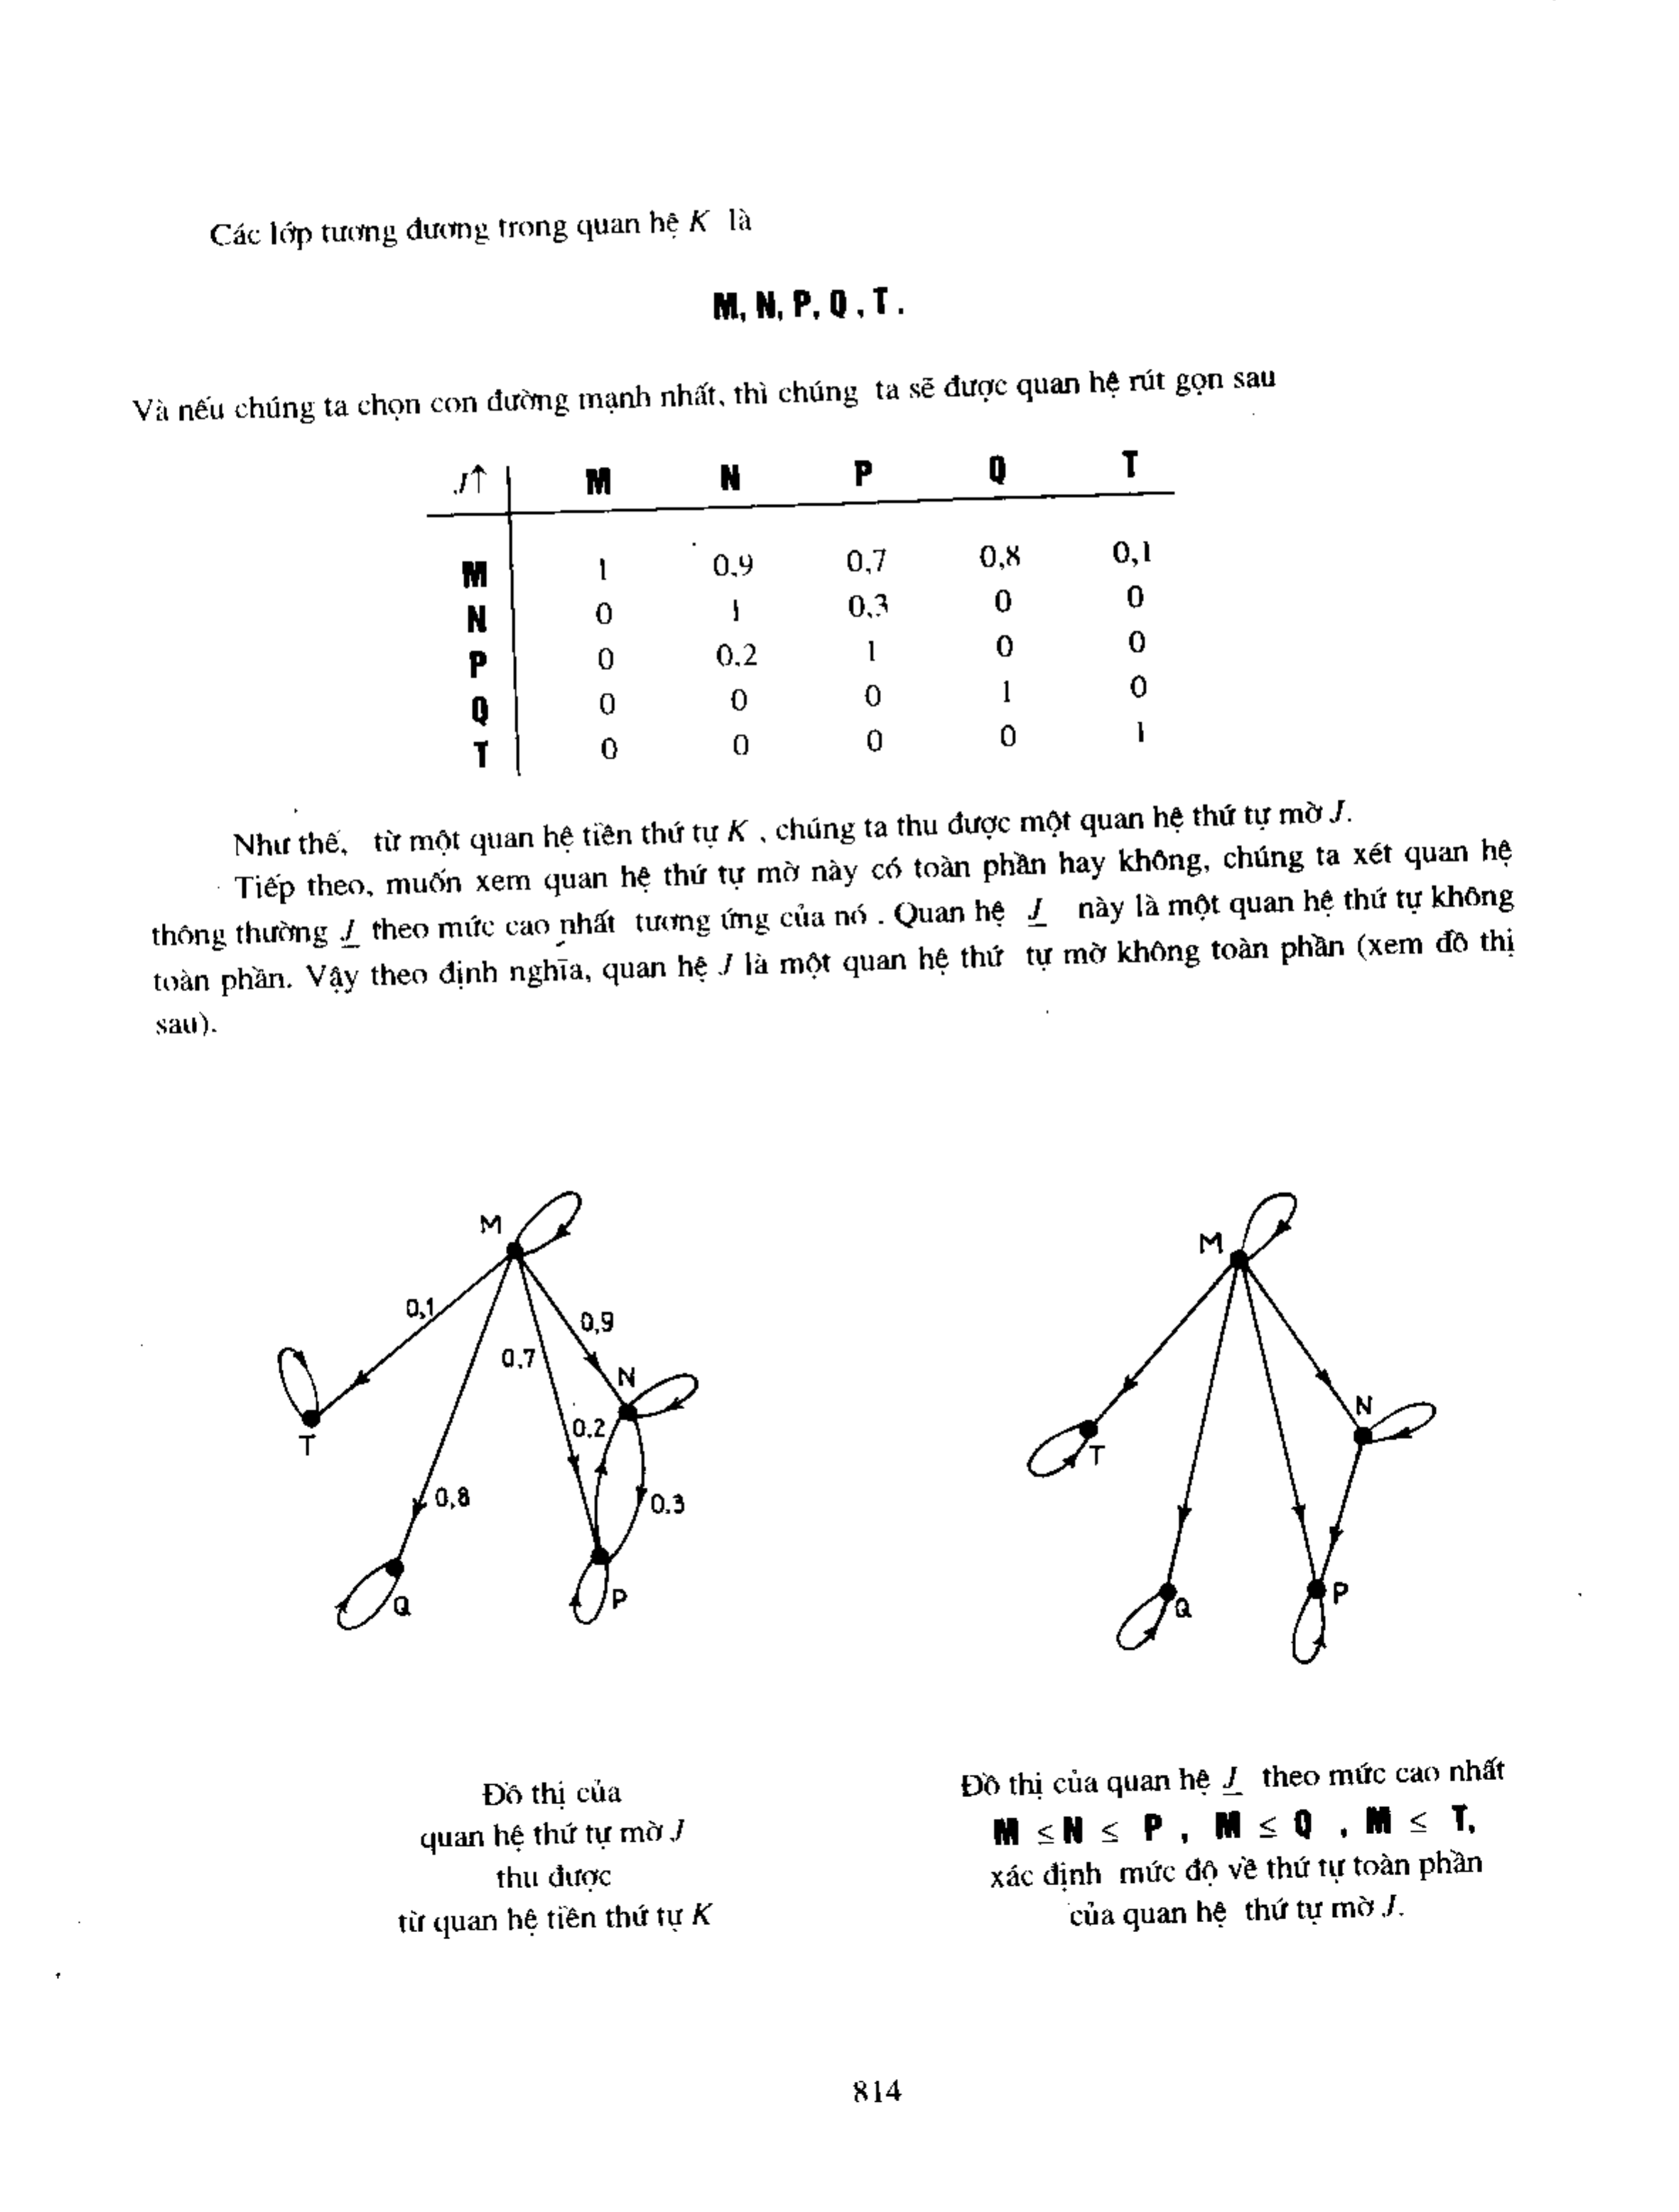 Các lớp tương đương trong quan hệ K là
M, N, P, Q , T .
Và nếu chúng ta chọn con đường mạnh nhất, thì chúng ta sẽ được quan hệ rút gọn sau
J↑ M N P Q T
M 1 0,9 0,7 0,8 0,1
N 0 1 0,3 0 0
P 0 0,2 1 0 0
Q 0 0 0 1 0
T 0 0 0 0 1
Như thế, từ một quan hệ tiền thứ tự K , chúng ta thu được một quan hệ thứ tự mờ J.
Tiếp theo, muốn xem quan hệ thứ tự mờ này có toàn phần hay không, chúng ta xét quan hệ
thông thường J theo mức cao nhất tương ứng của nó . Quan hệ J này là một quan hệ thứ tự không
toàn phần. Vậy theo định nghĩa, quan hệ J là một quan hệ thứ tự mờ không toàn phần (xem đồ thị
sau).
M
0,1
0,9
0,7
N
0,2
T
0,8
0,3
Q
P
M
N
T
Q
P
Đồ thị của
quan hệ thứ tự mờ J
thu được
từ quan hệ tiền thứ tự K
Đồ thị của quan hệ J theo mức cao nhất
M ≤ N ≤ P , M ≤ Q , M ≤ T,
xác định mức độ về thứ tự toàn phần
của quan hệ thứ tự mờ J.
814